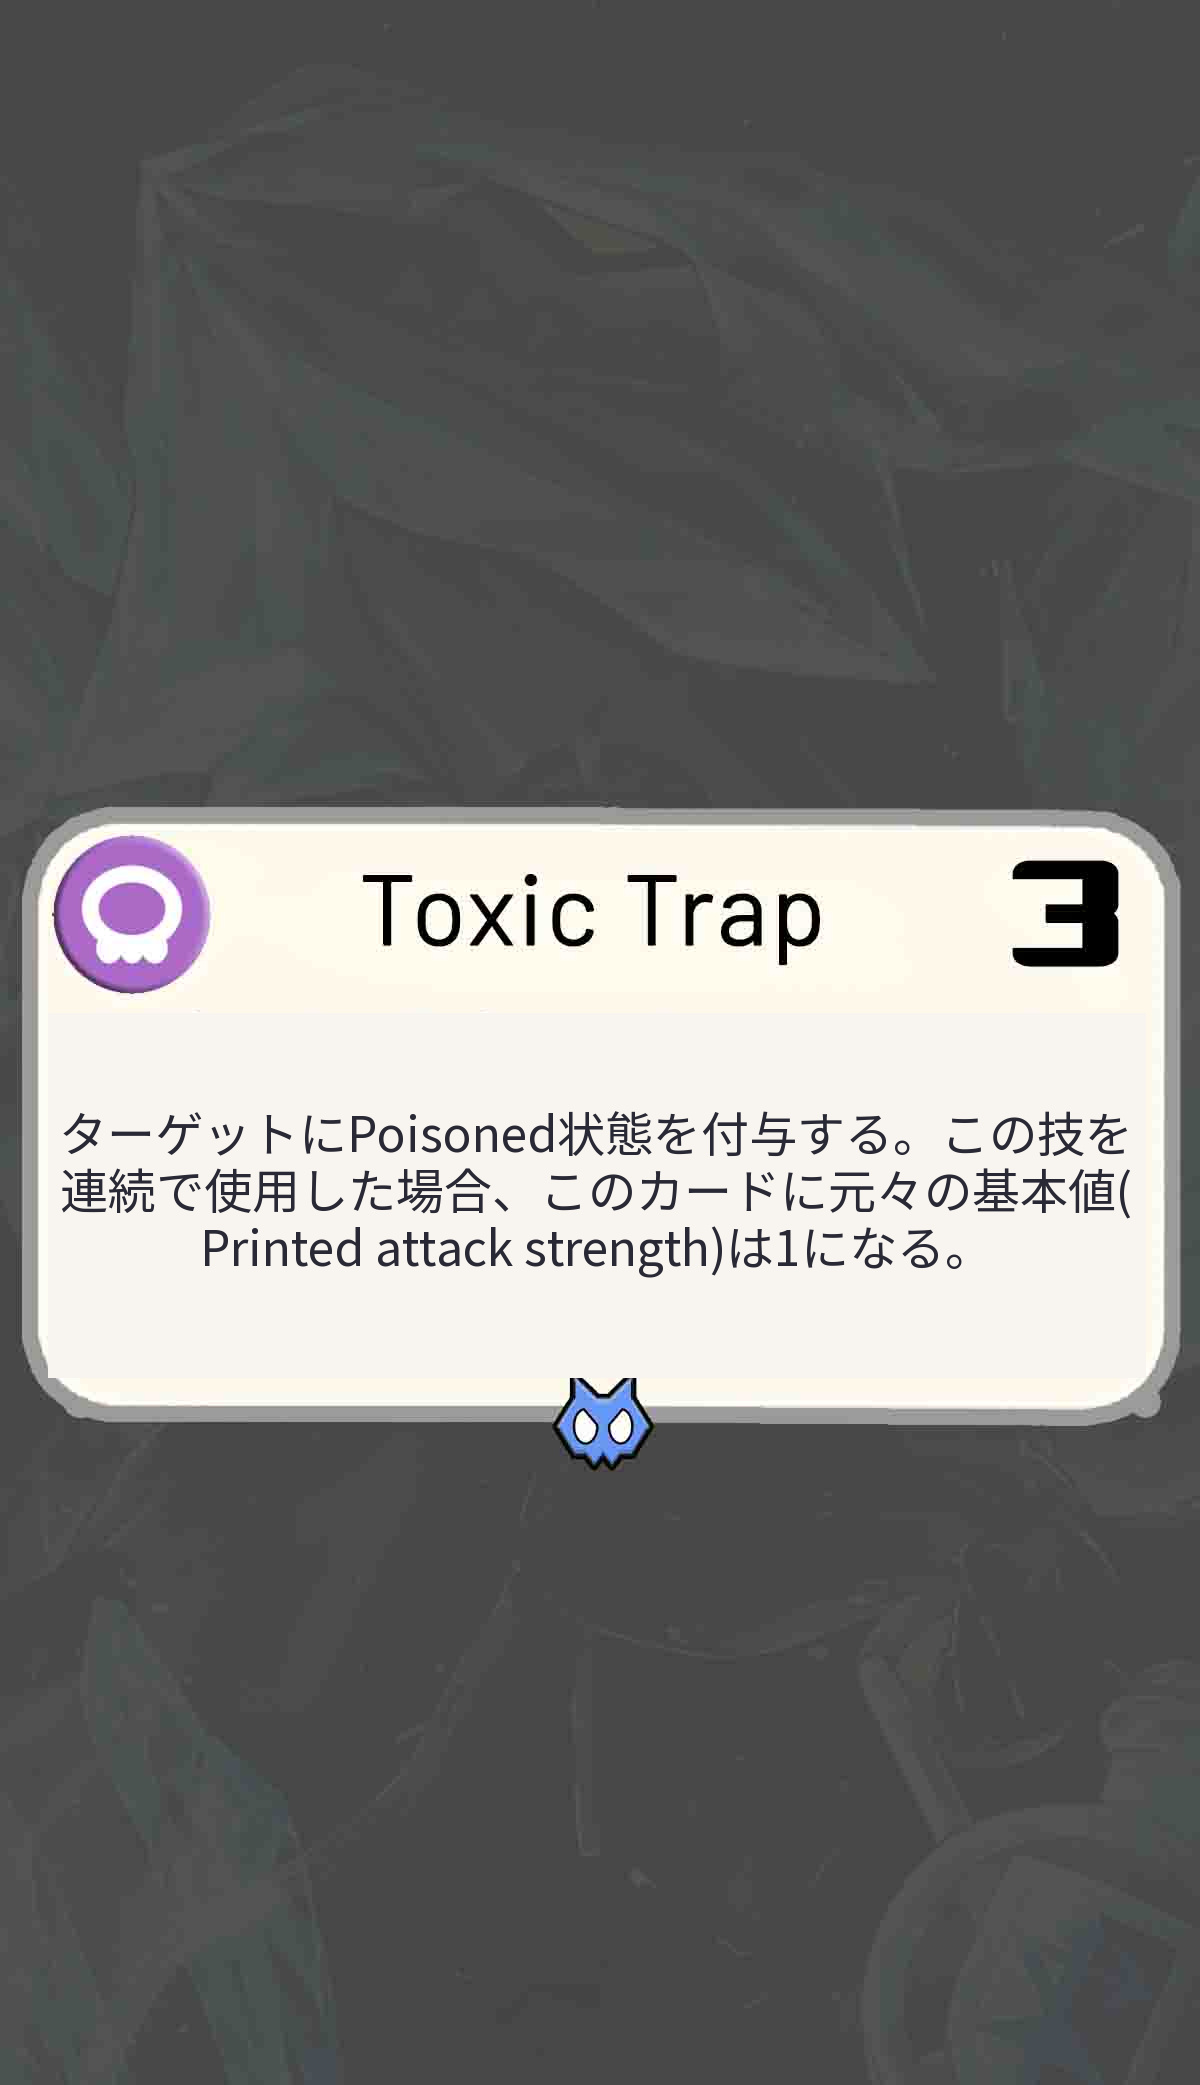 Toxic Trap
3
ターゲットにPoisoned状態を付与する。この技を
連続で使用した場合、このカードに元々の基本値(
Printed attack strength)は1になる。